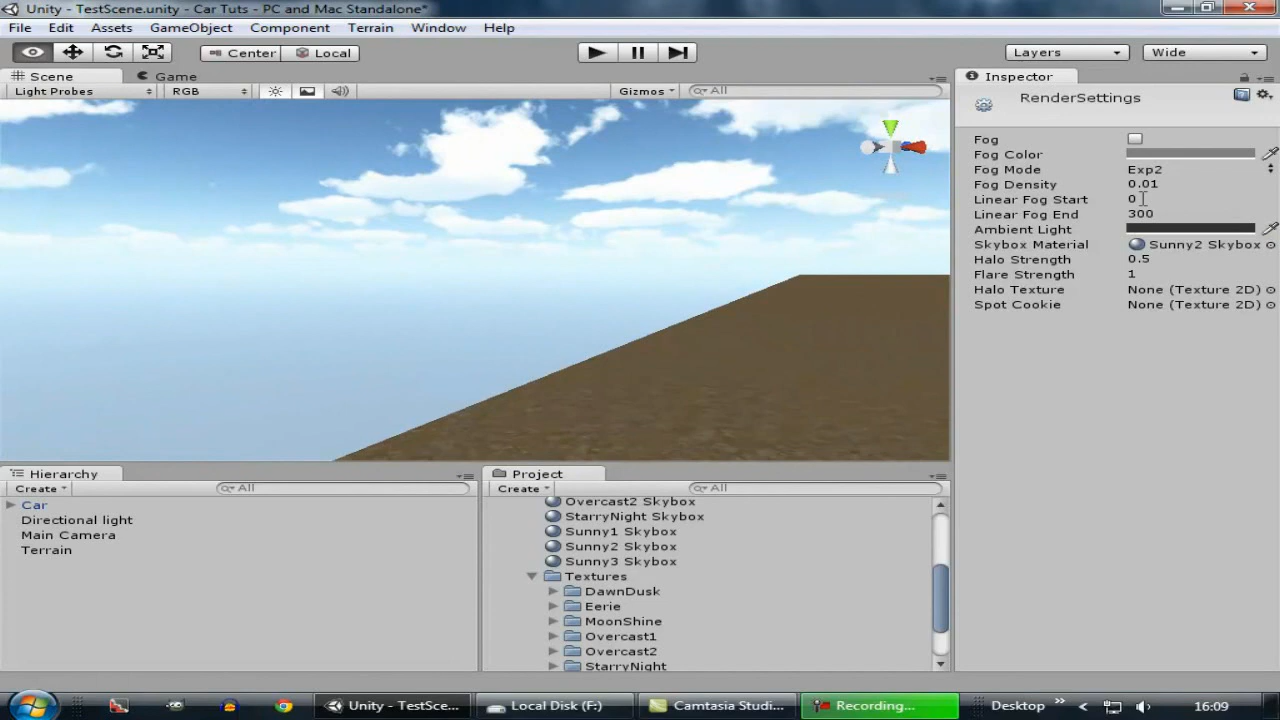 Unity - TestScene.unity - Car Tuts - PC and Mac Standalone*
File Edit Assets GameObject Component Terrain Window Help
Center Local Layers Wide
Scene Game
Light Probes RGB Gizmos All
Inspector
RenderSettings
Fog
Fog Color
Fog Mode Exp2
Fog Density 0.01
Linear Fog Start 0
Linear Fog End 300
Ambient Light
Skybox Material Sunny2 Skybox
Halo Strength 0.5
Flare Strength 1
Halo Texture None (Texture 2D)
Spot Cookie None (Texture 2D)
Hierarchy
Create All
Car
Directional light
Main Camera
Terrain
Project
Create All
Overcast2 Skybox
StarryNight Skybox
Sunny1 Skybox
Sunny2 Skybox
Sunny3 Skybox
Textures
DawnDusk
Eerie
MoonShine
Overcast1
Overcast2
StarryNight
Unity - TestSce... Local Disk (F:) Camtasia Studi... Recording... Desktop 16:09